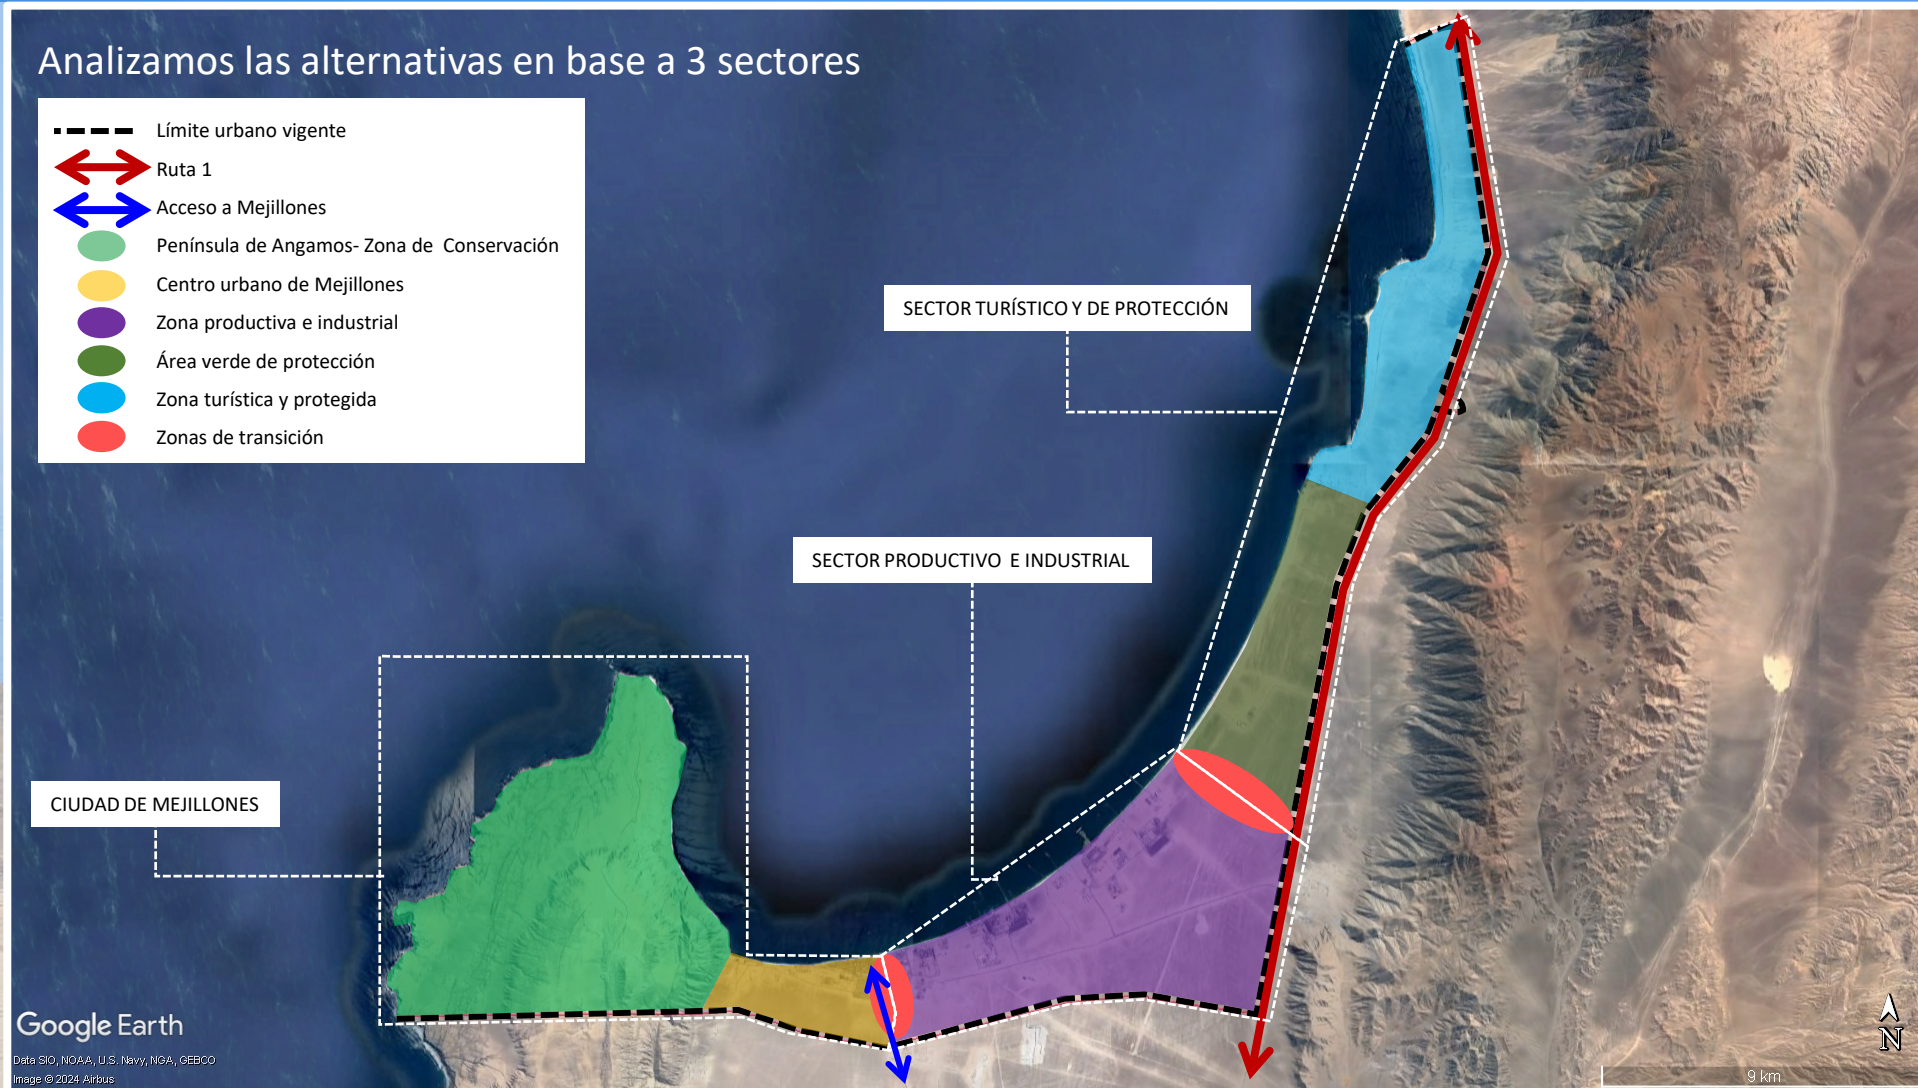 Analizamos las alternativas en base a 3 sectores
Límite urbano vigente
Ruta 1
Acceso a Mejillones
Península de Angamos- Zona de Conservación
Centro urbano de Mejillones
Zona productiva e industrial
Área verde de protección
Zona turística y protegida
Zonas de transición
SECTOR TURÍSTICO Y DE PROTECCIÓN
SECTOR PRODUCTIVO E INDUSTRIAL
CIUDAD DE MEJILLONES
Google Earth
Data SIO, NOAA, U.S. Navy, NGA, GEBCO
Image © 2024 Airbus
N
9 km